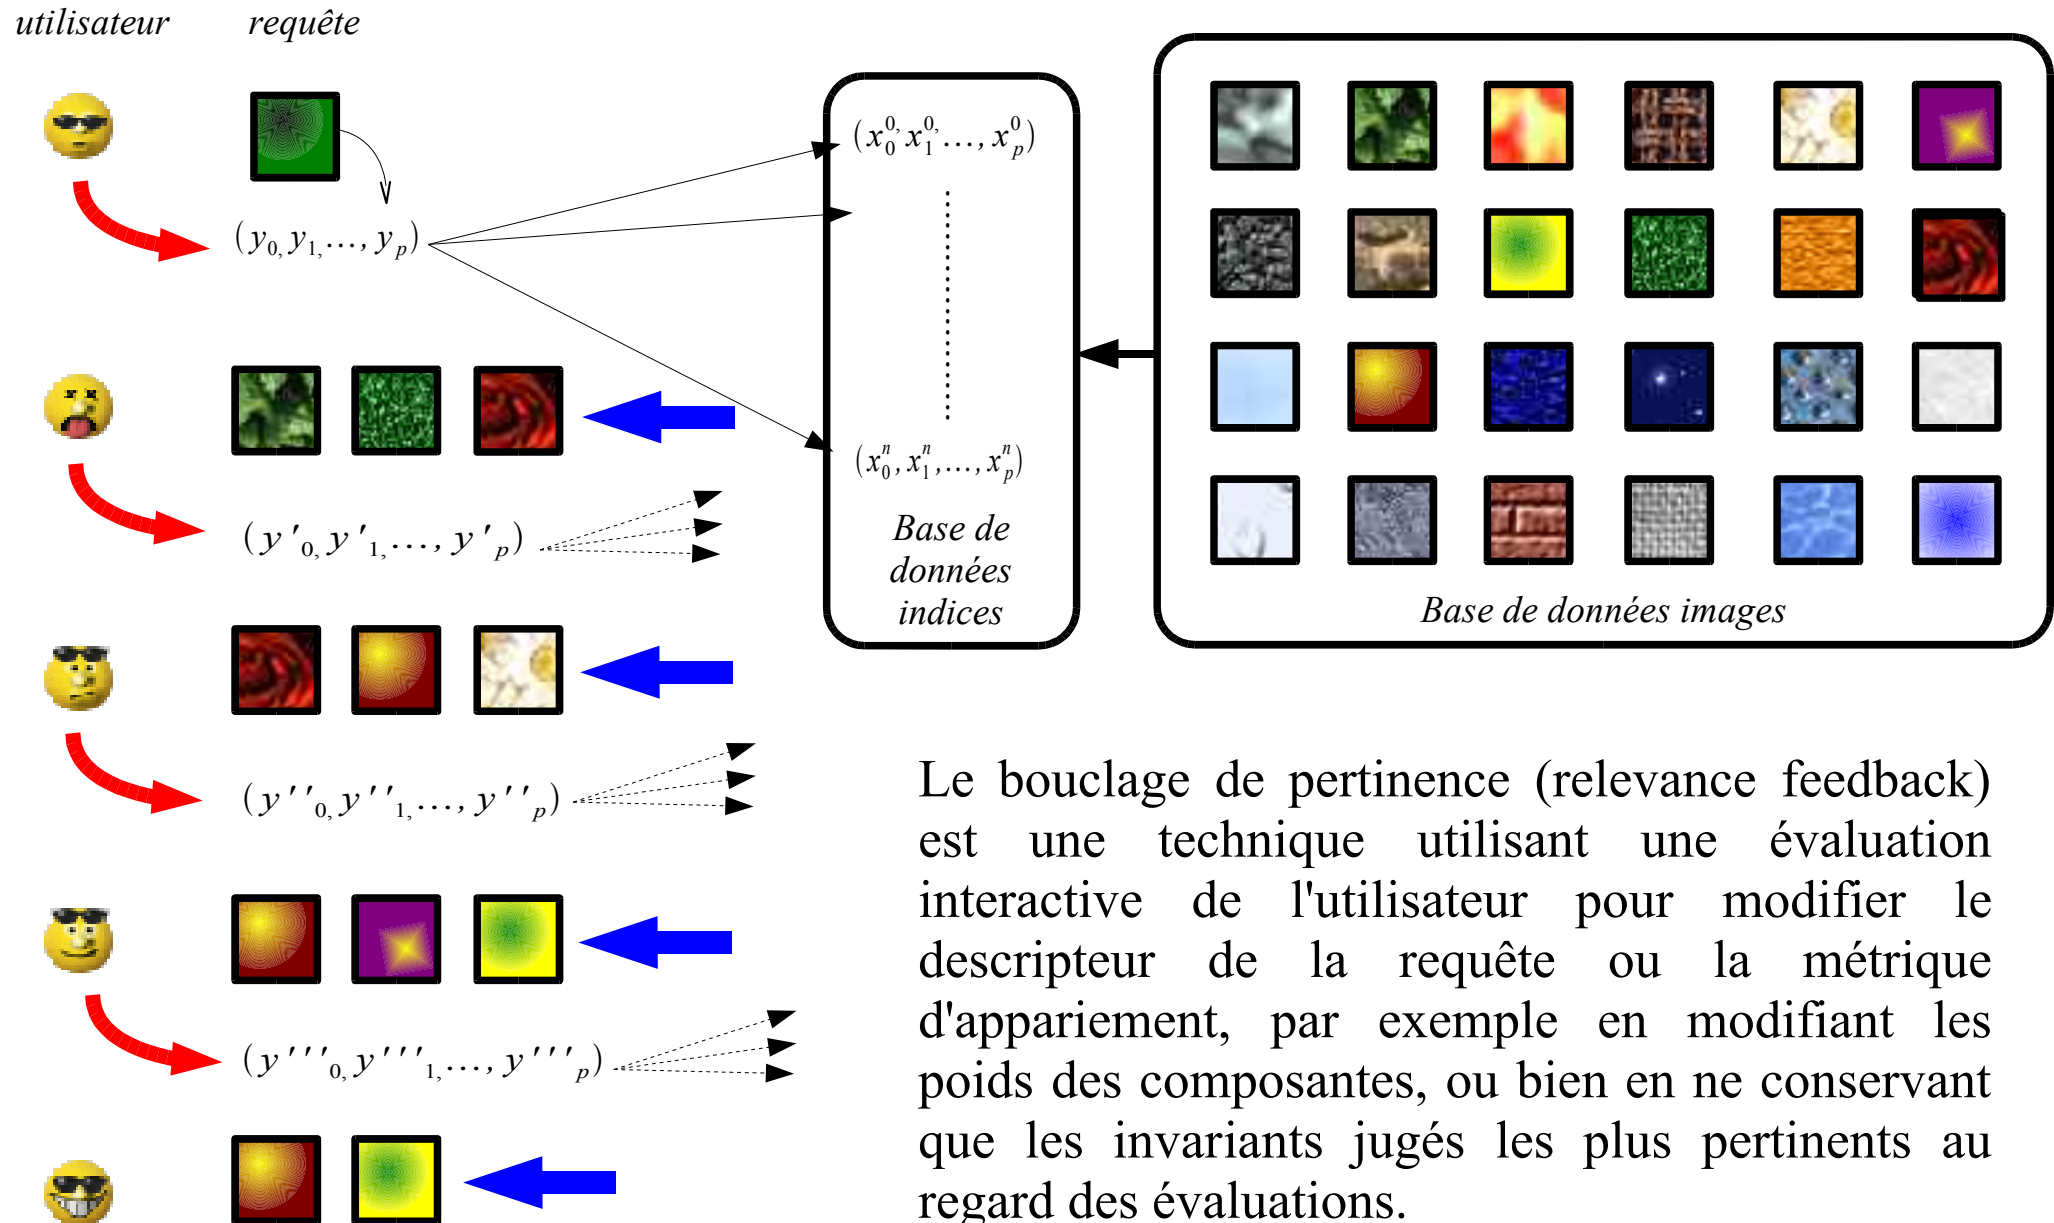 utilisateur requête
(x⁰₀, x⁰₁, ..., x⁰ₚ)
(y₀, y₁, ..., yₚ)
(xⁿ₀, xⁿ₁, ..., xⁿₚ)
Base de
données
indices
Base de données images
(y'₀, y'₁, ..., y'ₚ)
(y''₀, y''₁, ..., y''ₚ)
(y'''₀, y'''₁, ..., y'''ₚ)
Le bouclage de pertinence (relevance feedback)
est une technique utilisant une évaluation
interactive de l'utilisateur pour modifier le
descripteur de la requête ou la métrique
d'appariement, par exemple en modifiant les
poids des composantes, ou bien en ne conservant
que les invariants jugés les plus pertinents au
regard des évaluations.